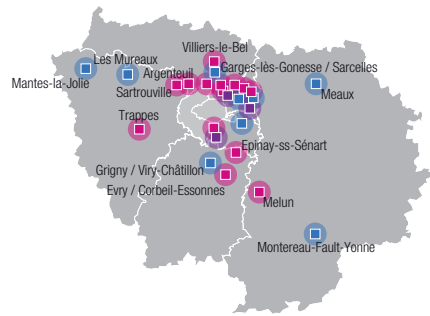 Villiers-le-Bel
Les Mureaux
Garges-lès-Gonesse / Sarcelles
Argenteuil
Mantes-la-Jolie
Sartrouville
Meaux
Trappes
Epinay-ss-Sénart
Grigny / Viry-Châtillon
Evry / Corbeil-Essonnes
Melun
Montereau-Fault-Yonne